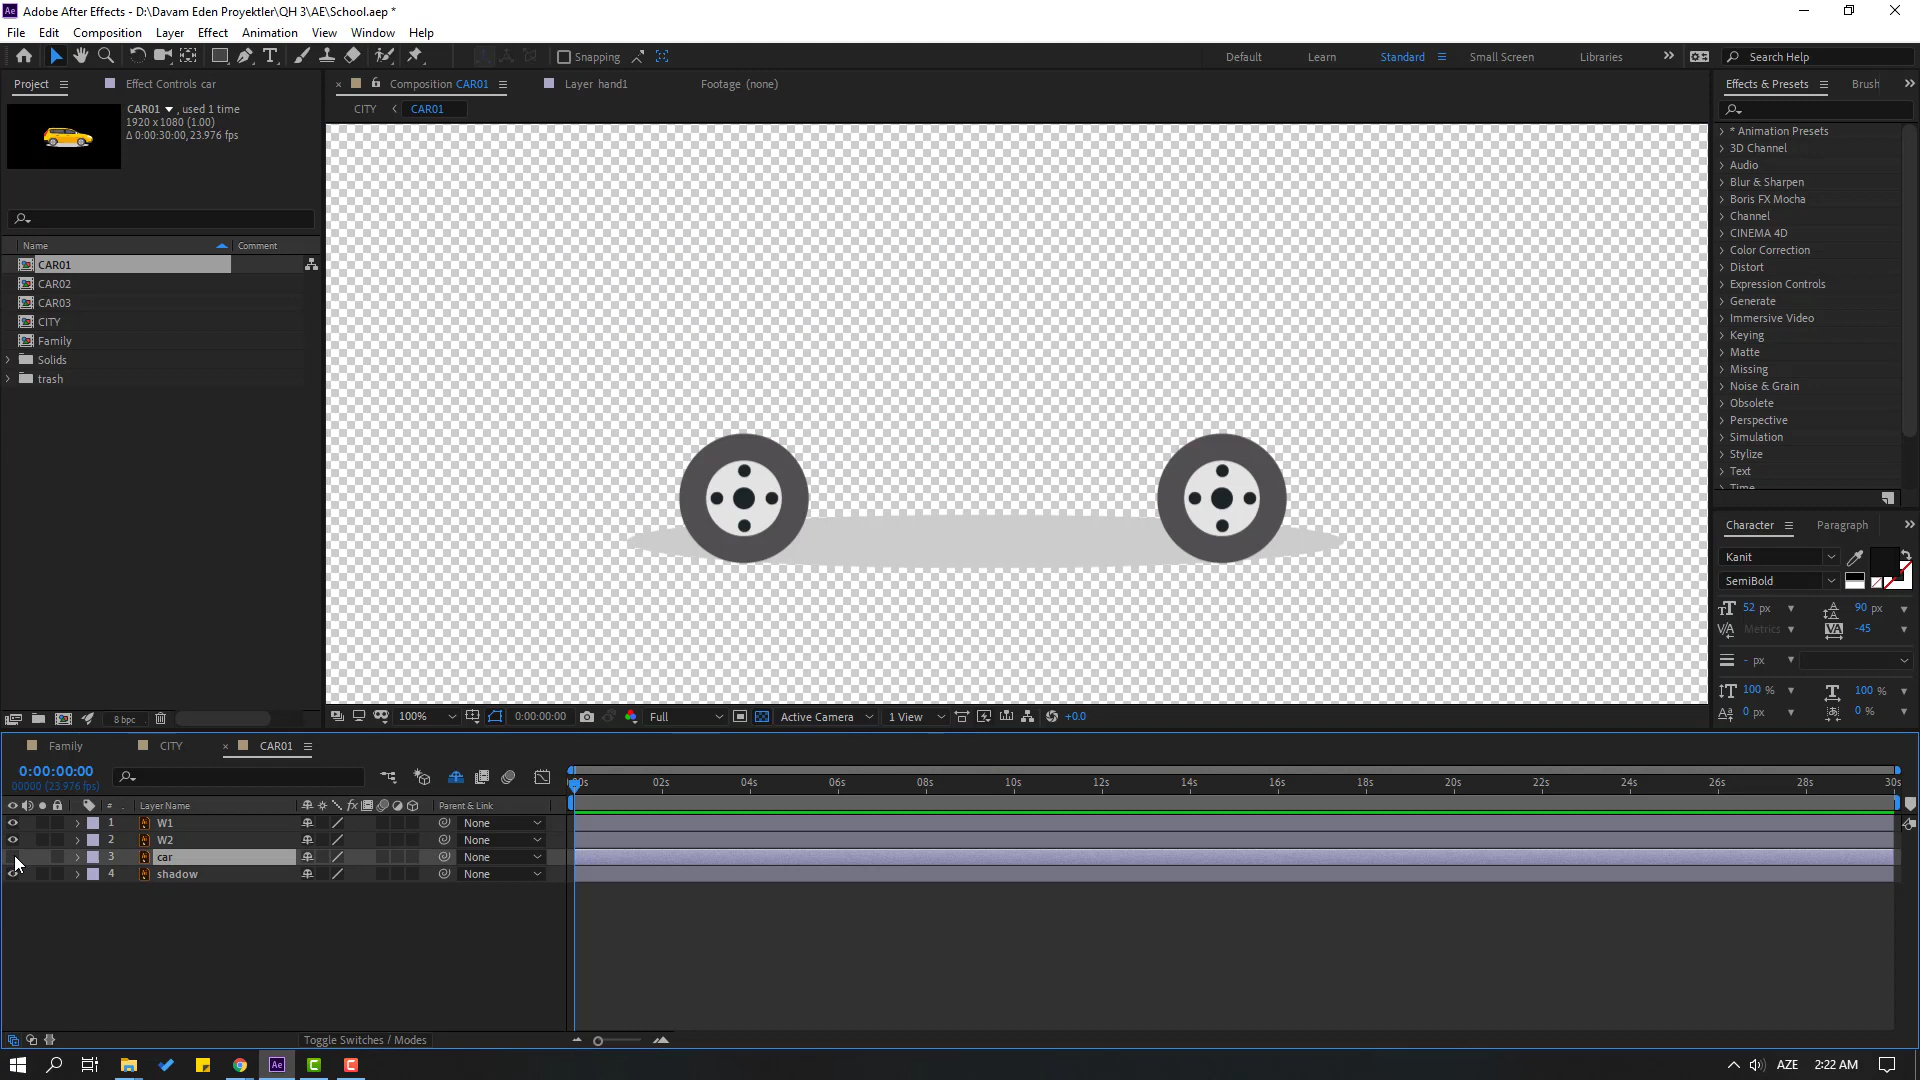 Adobe After Effects - D:\Davam Eden Proyektler\QH 3\AE\School.aep *
File Edit Composition Layer Effect Animation View Window Help
Snapping Default Learn Standard Small Screen Libraries Search Help
Project Effect Controls car
CAR01 , used 1 time
1920 x 1080 (1.00)
Δ 0:00:30:00, 23.976 fps
Name Comment
CAR01
CAR02
CAR03
CITY
Family
Solids
trash
8 bpc
Composition CAR01 Layer hand1 Footage (none)
CITY CAR01
100% 0:00:00:00 Full Active Camera 1 View +0.0
Effects & Presets Brush
* Animation Presets
3D Channel
Audio
Blur & Sharpen
Boris FX Mocha
Channel
CINEMA 4D
Color Correction
Distort
Expression Controls
Generate
Immersive Video
Keying
Matte
Missing
Noise & Grain
Obsolete
Perspective
Simulation
Stylize
Text
Time
Character Paragraph
Kanit
SemiBold
52 px 90 px
Metrics -45
- px
100 % 100 %
0 px 0 %
Family CITY CAR01
0:00:00:00
00000 (23.976 fps)
:00s 02s 04s 06s 08s 10s 12s 14s 16s 18s 20s 22s 24s 26s 28s 30s
# Layer Name Parent & Link
1 W1 None
2 W2 None
3 car None
4 shadow None
Toggle Switches / Modes
AZE 2:22 AM